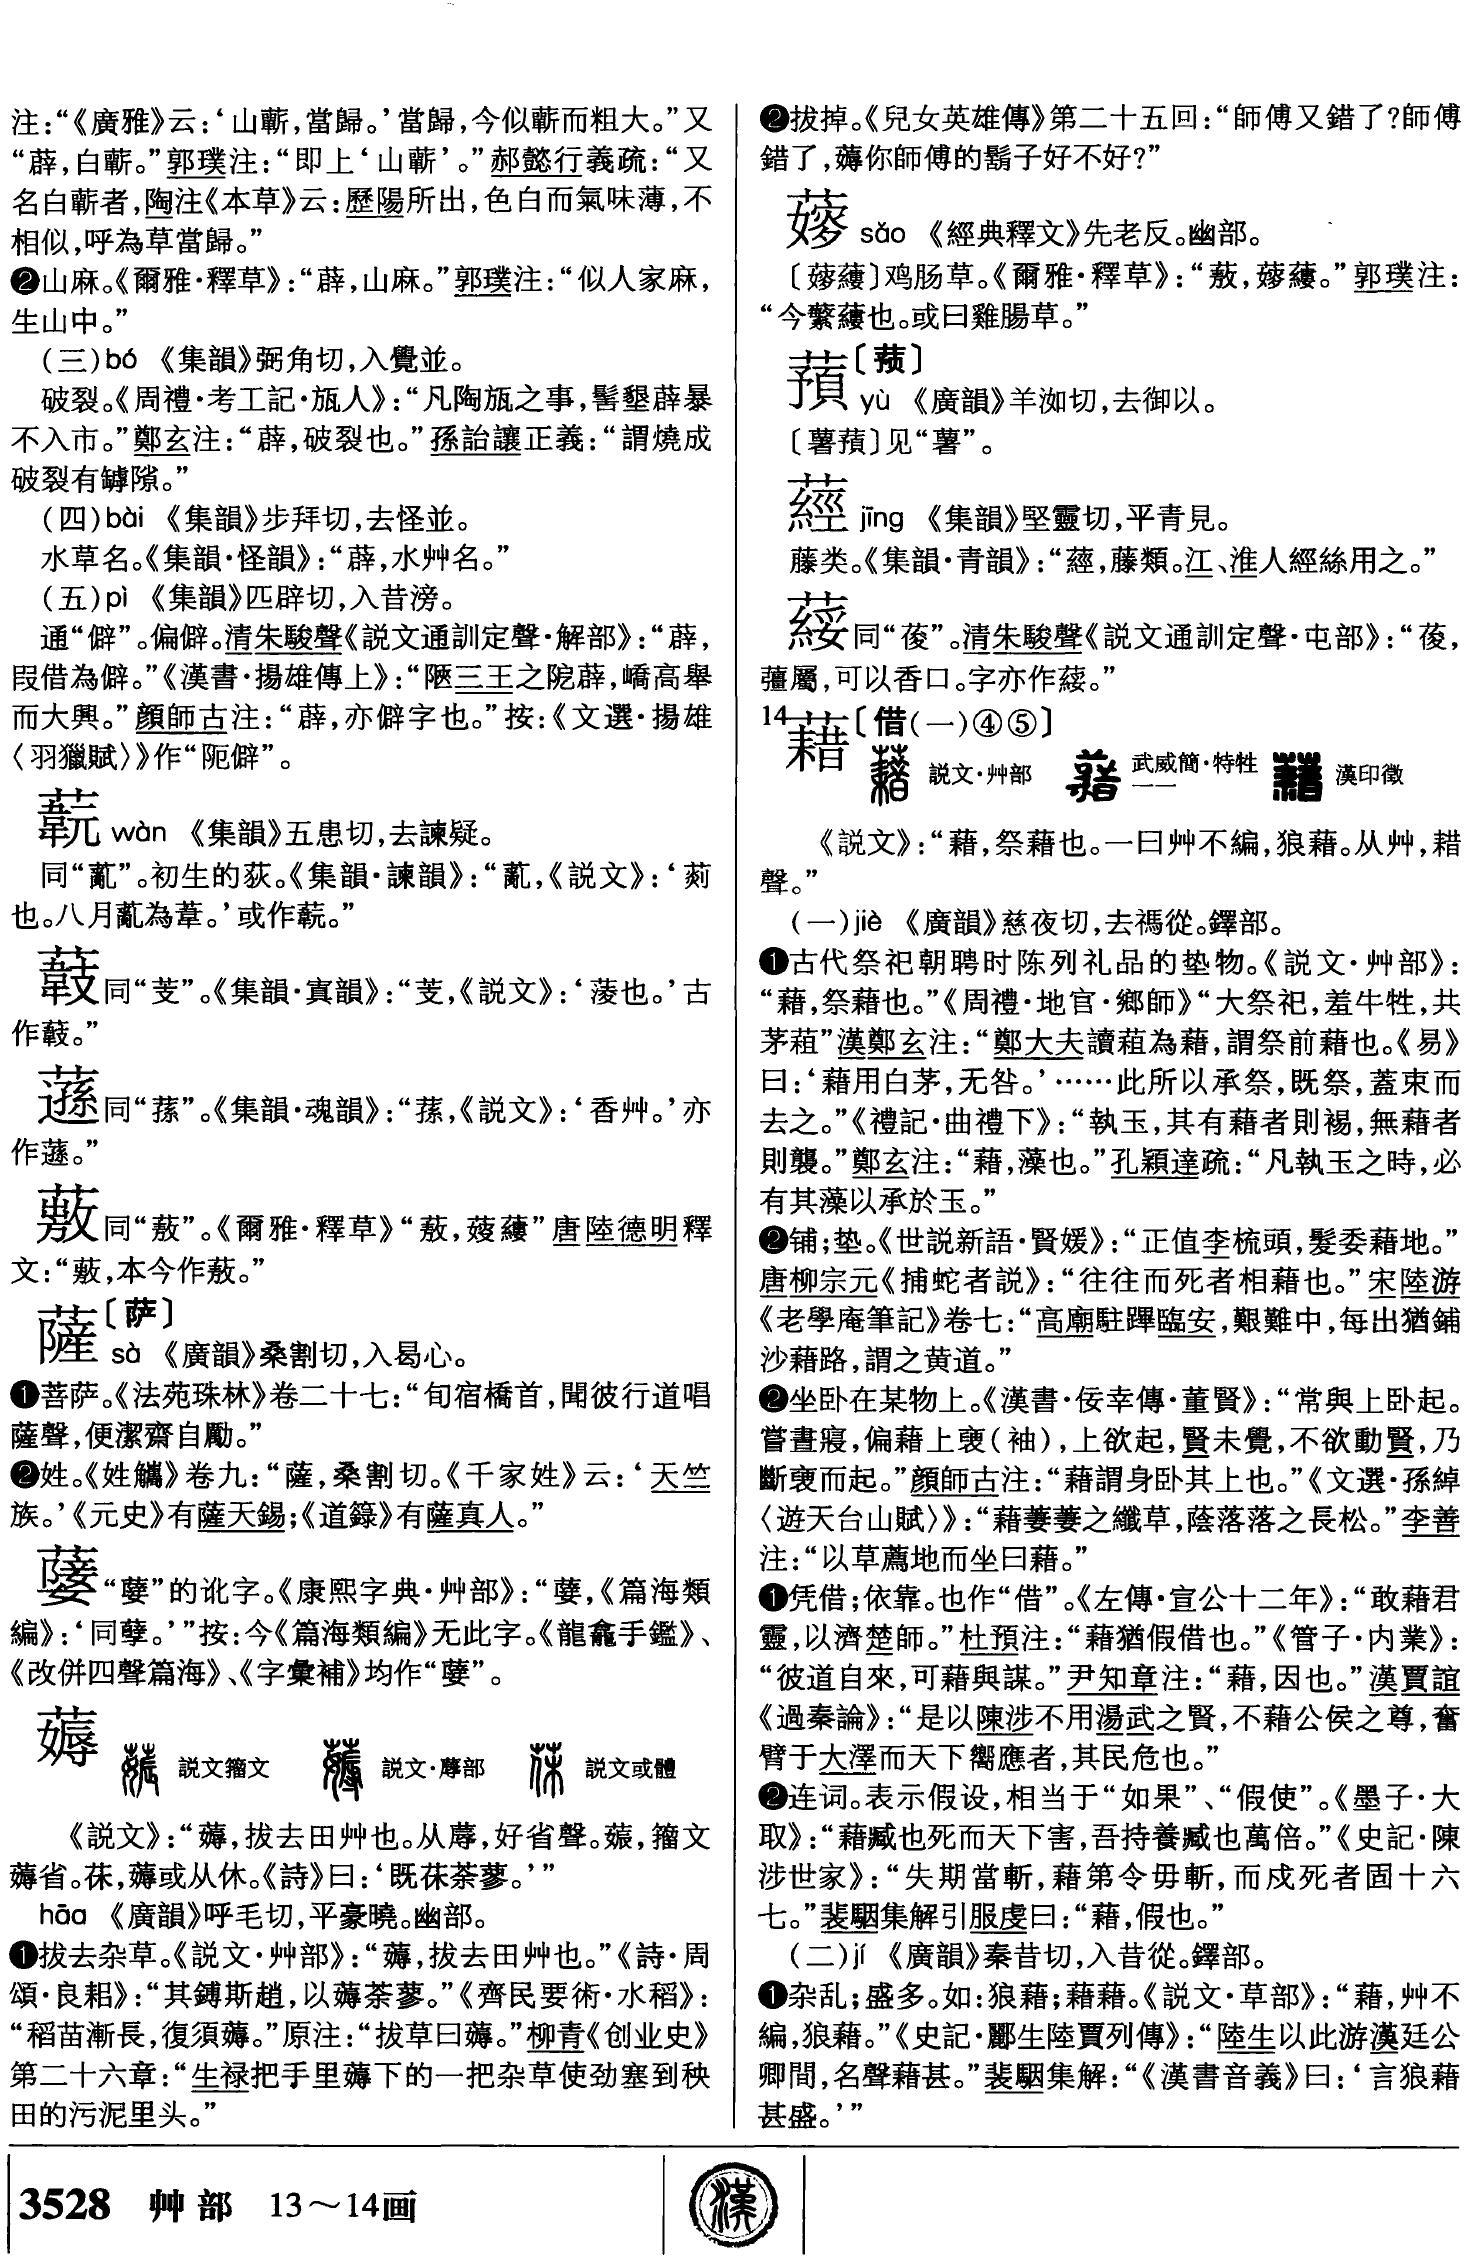 注：“《廣雅》云：‘山蘄，當歸。’當歸，今似蘄而粗大。”又
“薜，白蘄。”郭璞注：“即上‘山蘄’。”郝懿行義疏：“又
名白蘄者，陶注《本草》云：歷陽所出，色白而氣味薄，不
相似，呼為草當歸。”
❷山麻。《爾雅·釋草》：“薜，山麻。”郭璞注：“似人家麻，
生山中。”
（三）bó 《集韻》弼角切，入覺並。
破裂。《周禮·考工記·瓬人》：“凡陶瓬之事，髺墾薜暴
不入市。”鄭玄注：“薜，破裂也。”孫詒讓正義：“謂燒成
破裂有罅隙。”
（四）bài 《集韻》步拜切，去怪並。
水草名。《集韻·怪韻》：“薜，水艸名。”
（五）pì 《集韻》匹辟切，入昔滂。
通“僻”。偏僻。清朱駿聲《説文通訓定聲·解部》：“薜，
叚借為僻。”《漢書·揚雄傳上》：“陿三王之阸薜，嶠高舉
而大興。”顔師古注：“薜，亦僻字也。”按：《文選·揚雄
〈羽獵賦〉》作“阨僻”。
wàn 《集韻》五患切，去諫疑。
同“薍”。初生的荻。《集韻·諫韻》：“薍，《説文》：‘䓘
也。八月薍為葦。’或作。”
同“芰”。《集韻·寘韻》：“芰，《説文》：‘蔆也。’古
作。”
薞同“蓀”。《集韻·魂韻》：“蓀，《説文》：‘香艸。’亦
作薞。”
同“蔜”。《爾雅·釋草》“蔜，䕅蔞”唐陸德明釋
文：“，本今作蔜。”
薩〔萨〕
sà 《廣韻》桑割切，入曷心。
❶菩萨。《法苑珠林》卷二十七：“旬宿橋首，聞彼行道唱
薩聲，便潔齋自勵。”
❷姓。《姓觿》卷九：“薩，桑割切。《千家姓》云：‘天竺
族。’《元史》有薩天錫；《道錄》有薩真人。”
“”的讹字。《康熙字典·艸部》：“，《篇海類
編》：‘同孽。’”按：今《篇海類編》无此字。《龍龕手鑑》、
《改併四聲篇海》、《字彙補》均作“”。
薅 説文籀文 説文·蓐部 説文或體
《説文》：“薅，拔去田艸也。从蓐，好省聲。，籀文
薅省。茠，薅或从休。《詩》曰：‘既茠荼蓼。’”
hāo 《廣韻》呼毛切，平豪曉。幽部。
❶拔去杂草。《説文·艸部》：“薅，拔去田艸也。”《詩·周
頌·良耜》：“其鎛斯趙，以薅荼蓼。”《齊民要術·水稻》：
“稻苗漸長，復須薅。”原注：“拔草曰薅。”柳青《创业史》
第二十六章：“生禄把手里薅下的一把杂草使劲塞到秧
田的污泥里头。”
❷拔掉。《兒女英雄傳》第二十五回：“師傅又錯了？師傅
錯了，薅你師傅的鬍子好不好？”
䕅 sǎo 《經典釋文》先老反。幽部。
〔䕅蔞〕鸡肠草。《爾雅·釋草》：“蔜，䕅蔞。”郭璞注：
“今蘩蔞也。或曰雞腸草。”
蕷〔蓣〕
yù 《廣韻》羊洳切，去御以。
〔薯蕷〕见“薯”。
jīng 《集韻》堅靈切，平青見。
藤类。《集韻·青韻》：“，藤類。江、淮人經絲用之。”
同“葰”。清朱駿聲《説文通訓定聲·屯部》：“葰，
薑屬，可以香口。字亦作。”
14 藉〔借（一）④⑤〕
説文·艸部 武威簡·特牲一一 漢印徵
《説文》：“藉，祭藉也。一曰艸不編，狼藉。从艸，耤
聲。”
（一）jiè 《廣韻》慈夜切，去禡從。鐸部。
❶古代祭祀朝聘时陈列礼品的垫物。《説文·艸部》：
“藉，祭藉也。”《周禮·地官·鄉師》“大祭祀，羞牛牲，共
茅蒩”漢鄭玄注：“鄭大夫讀蒩為藉，謂祭前藉也。《易》
曰：‘藉用白茅，无咎。’……此所以承祭，既祭，蓋束而
去之。”《禮記·曲禮下》：“執玉，其有藉者則裼，無藉者
則襲。”鄭玄注：“藉，藻也。”孔穎達疏：“凡執玉之時，必
有其藻以承於玉。”
❷铺；垫。《世説新語·賢媛》：“正值李梳頭，髮委藉地。”
唐柳宗元《捕蛇者説》：“往往而死者相藉也。”宋陸游
《老學庵筆記》卷七：“高廟駐蹕臨安，艱難中，每出猶鋪
沙藉路，謂之黄道。”
❷坐卧在某物上。《漢書·佞幸傳·董賢》：“常與上卧起。
嘗晝寢，偏藉上褏（袖），上欲起，賢未覺，不欲動賢，乃
斷褏而起。”顔師古注：“藉謂身卧其上也。”《文選·孫綽
〈遊天台山賦〉》：“藉萋萋之纖草，蔭落落之長松。”李善
注：“以草薦地而坐曰藉。”
❶凭借；依靠。也作“借”。《左傳·宣公十二年》：“敢藉君
靈，以濟楚師。”杜預注：“藉猶假借也。”《管子·内業》：
“彼道自來，可藉與謀。”尹知章注：“藉，因也。”漢賈誼
《過秦論》：“是以陳涉不用湯武之賢，不藉公侯之尊，奮
臂于大澤而天下嚮應者，其民危也。”
❷连词。表示假设，相当于“如果”、“假使”。《墨子·大
取》：“藉臧也死而天下害，吾持養臧也萬倍。”《史記·陳
涉世家》：“失期當斬，藉第令毋斬，而戍死者固十六
七。”裴駰集解引服虔曰：“藉，假也。”
（二）jí 《廣韻》秦昔切，入昔從。鐸部。
❶杂乱；盛多。如：狼藉；藉藉。《説文·草部》：“藉，艸不
編，狼藉。”《史記·酈生陸賈列傳》：“陸生以此游漢廷公
卿間，名聲藉甚。”裴駰集解：“《漢書音義》曰：‘言狼藉
甚盛。’”
3528 艸部 13～14画
漢